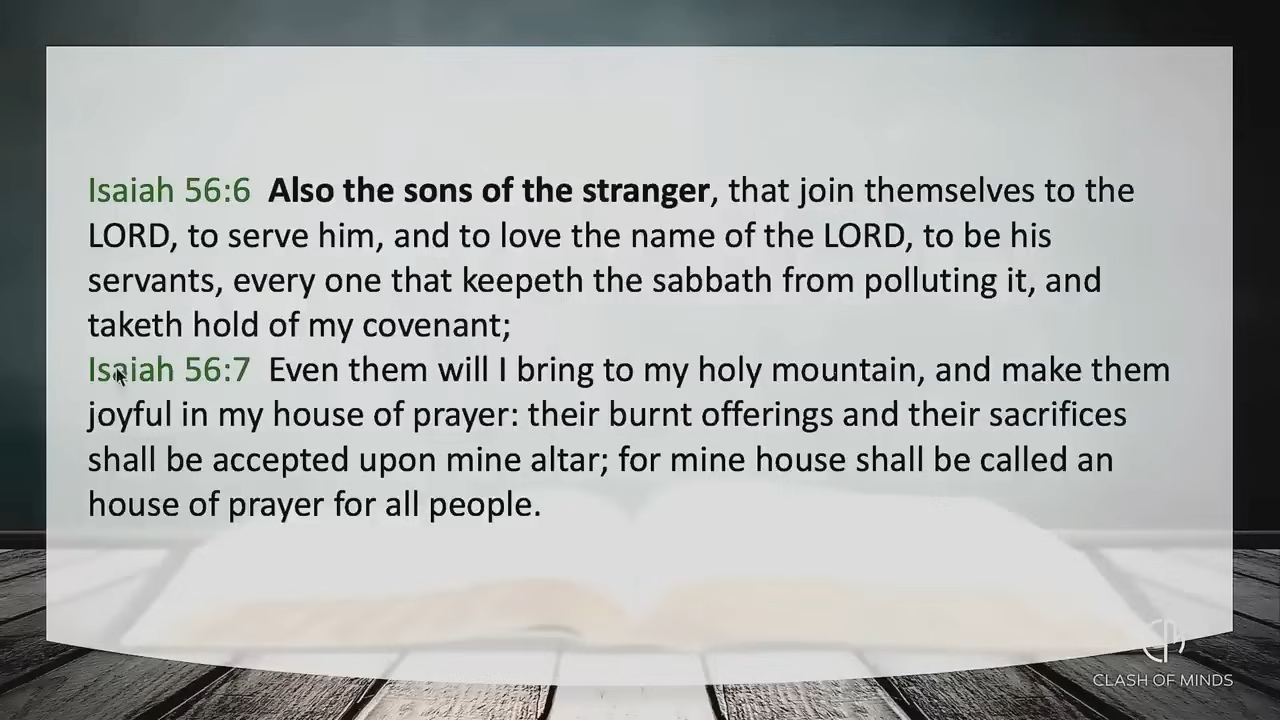 Isaiah 56:6  Also the sons of the stranger, that join themselves to the
LORD, to serve him, and to love the name of the LORD, to be his
servants, every one that keepeth the sabbath from polluting it, and
taketh hold of my covenant;
Isaiah 56:7  Even them will I bring to my holy mountain, and make them
joyful in my house of prayer: their burnt offerings and their sacrifices
shall be accepted upon mine altar; for mine house shall be called an
house of prayer for all people.
CLASH OF MINDS